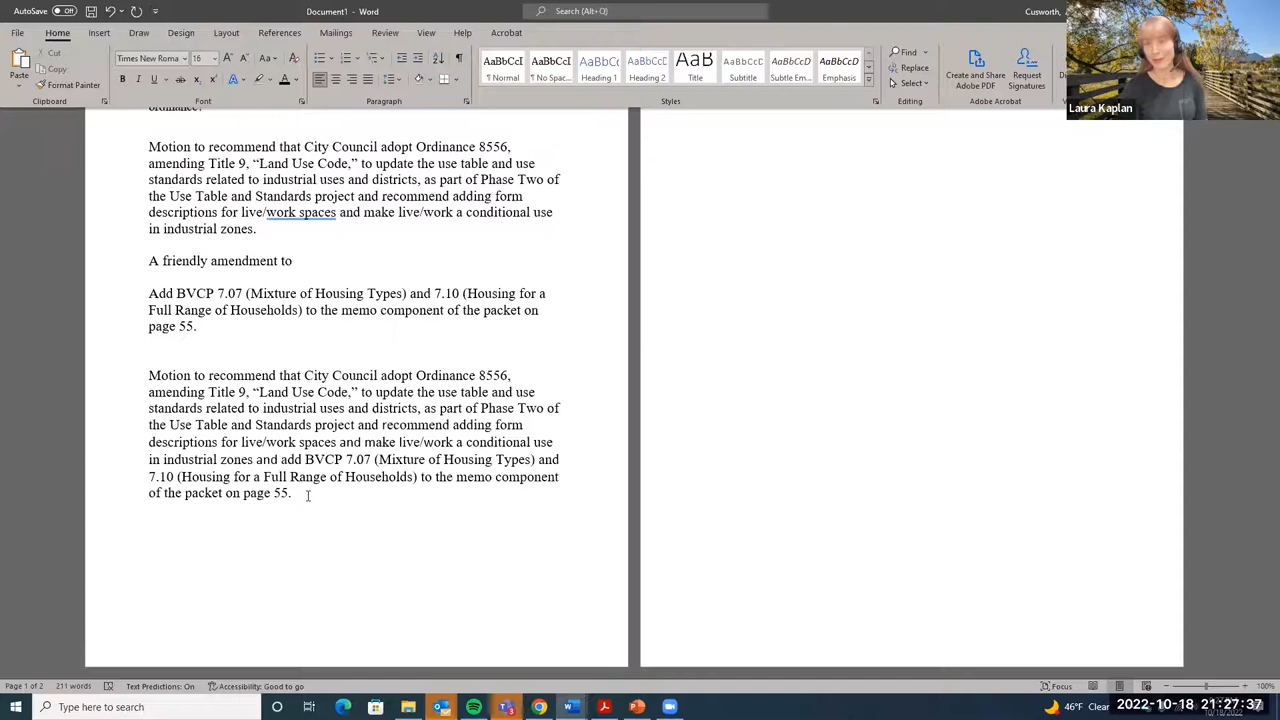 AutoSave Off
Document1 - Word
Search (Alt+Q)
Cusworth,
File Home Insert Draw Design Layout References Mailings Review View Help Acrobat
Paste
Cut
Copy
Format Painter
Clipboard
Times New Roma 16
Font
Paragraph
AaBbCcI AaBbCcI AaBbCc AaBbCcD AaB AaBbCcD AaBbCcD AaBbCcD
¶ Normal ¶ No Spac... Heading 1 Heading 2 Title Subtitle Subtle Em... Emphasis
Styles
Find
Replace
Select
Editing
Create and Share
Adobe PDF
Request
Signatures
Adobe Acrobat
Laura Kaplan
ordinance?
Motion to recommend that City Council adopt Ordinance 8556,
amending Title 9, “Land Use Code,” to update the use table and use
standards related to industrial uses and districts, as part of Phase Two of
the Use Table and Standards project and recommend adding form
descriptions for live/work spaces and make live/work a conditional use
in industrial zones.
A friendly amendment to
Add BVCP 7.07 (Mixture of Housing Types) and 7.10 (Housing for a
Full Range of Households) to the memo component of the packet on
page 55.
Motion to recommend that City Council adopt Ordinance 8556,
amending Title 9, “Land Use Code,” to update the use table and use
standards related to industrial uses and districts, as part of Phase Two of
the Use Table and Standards project and recommend adding form
descriptions for live/work spaces and make live/work a conditional use
in industrial zones and add BVCP 7.07 (Mixture of Housing Types) and
7.10 (Housing for a Full Range of Households) to the memo component
of the packet on page 55.
Page 1 of 2 211 words Text Predictions: On Accessibility: Good to go
Focus
100%
Type here to search
46°F Clear
2022-10-18 21:27:37
10/18/2022